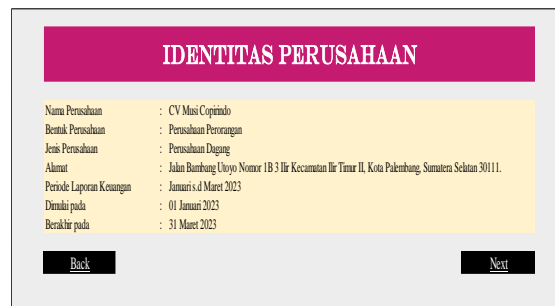 IDENTITAS PERUSAHAAN
Nama Perusahaan : CV Musi Copirindo
Bentuk Perusahaan : Perusahaan Perorangan
Jenis Perusahaan : Perusahaan Dagang
Alamat : Jalan Bambang Utoyo Nomor 1B 3 Ilir Kecamatan Ilir Timur II, Kota Palembang, Sumatera Selatan 30111.
Periode Laporan Keuangan : Januari s.d Maret 2023
Dimulai pada : 01 Januari 2023
Berakhir pada : 31 Maret 2023
Back Next